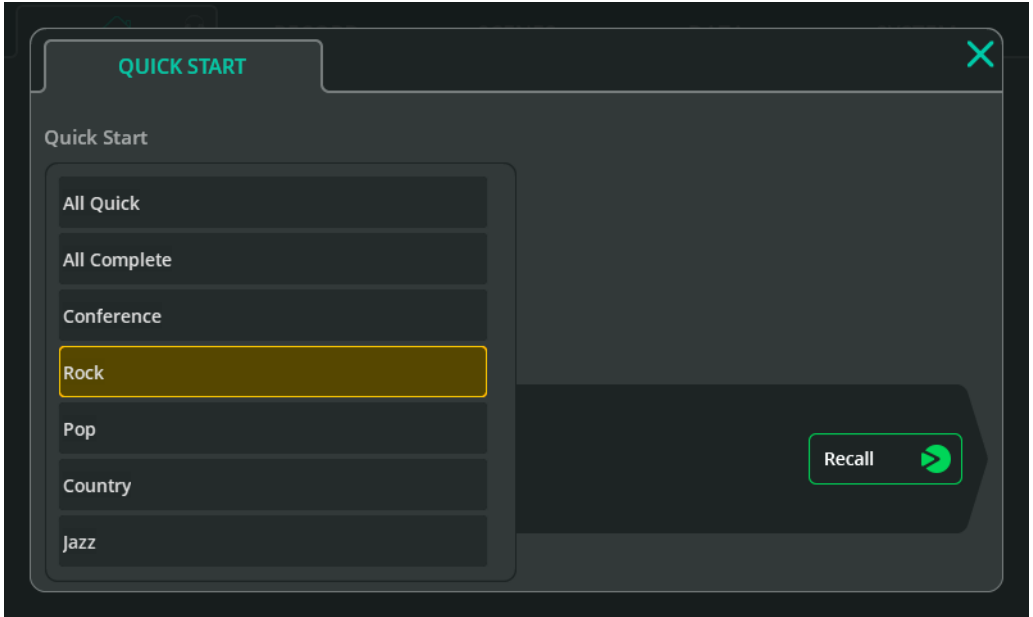 QUICK START
Quick Start
All Quick
All Complete
Conference
Rock
Pop
Country
Jazz
Recall